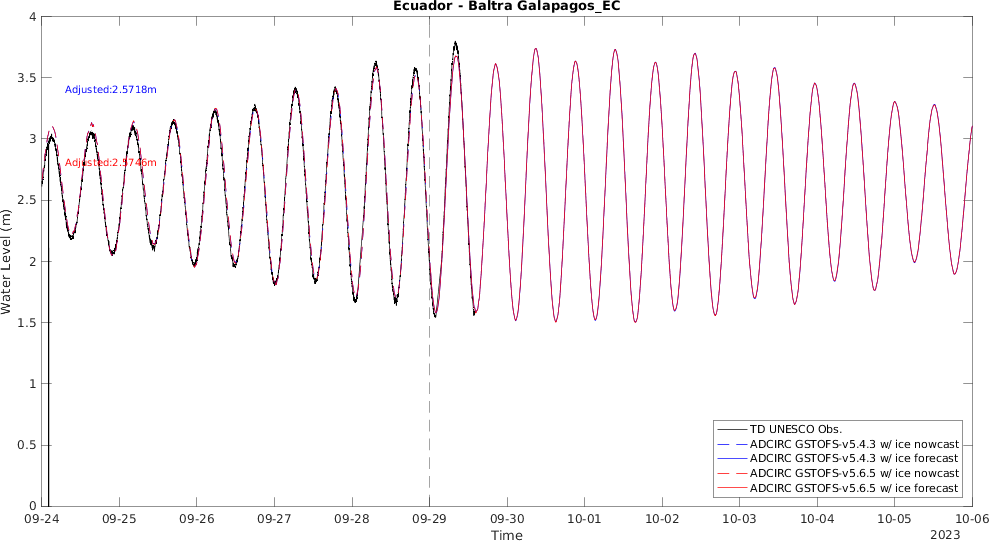 Ecuador - Baltra Galapagos_EC
4
3.5
3
2.5
2
1.5
1
0.5
0
Water Level (m)
Adjusted:2.5718m
Adjusted:2.5746m
TD UNESCO Obs.
ADCIRC GSTOFS-v5.4.3 w/ ice nowcast
ADCIRC GSTOFS-v5.4.3 w/ ice forecast
ADCIRC GSTOFS-v5.6.5 w/ ice nowcast
ADCIRC GSTOFS-v5.6.5 w/ ice forecast
09-24 09-25 09-26 09-27 09-28 09-29 09-30 10-01 10-02 10-03 10-04 10-05 10-06
Time
2023